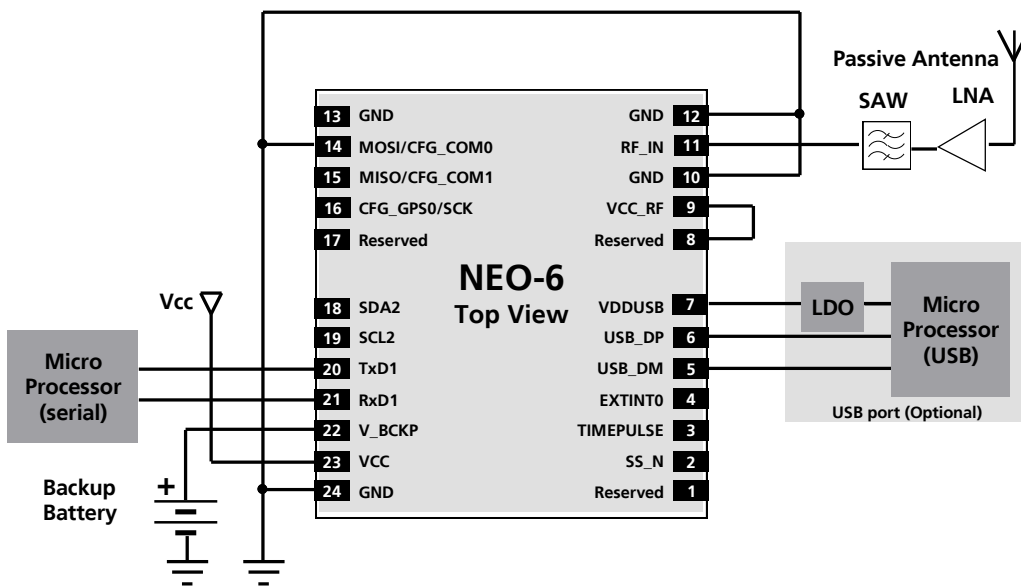 Passive Antenna
SAW
LNA
13 GND
GND 12
14 MOSI/CFG_COM0
RF_IN 11
15 MISO/CFG_COM1
GND 10
16 CFG_GPS0/SCK
VCC_RF 9
17 Reserved
Reserved 8
NEO-6
Top View
Vcc
18 SDA2
VDDUSB 7
19 SCL2
USB_DP 6
20 TxD1
USB_DM 5
21 RxD1
EXTINT0 4
22 V_BCKP
TIMEPULSE 3
23 VCC
SS_N 2
24 GND
Reserved 1
LDO
Micro
Processor
(USB)
USB port (Optional)
Micro
Processor
(serial)
Backup
Battery
+